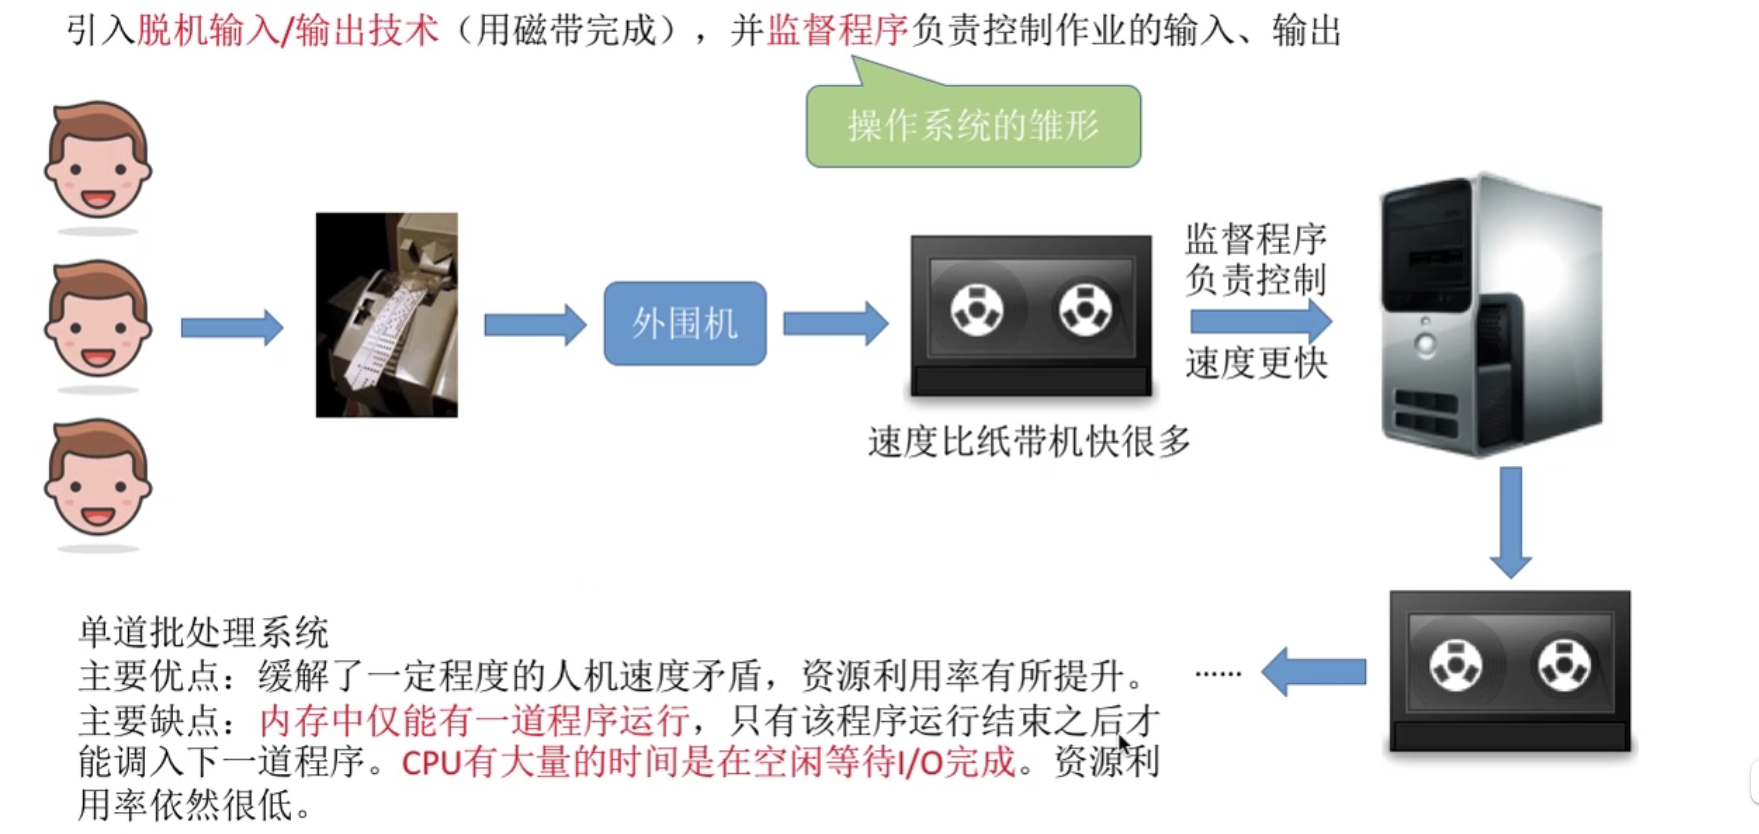 引入脱机输入/输出技术（用磁带完成），并监督程序负责控制作业的输入、输出
操作系统的雏形
外围机
监督程序
负责控制
速度更快
速度比纸带机快很多
单道批处理系统
主要优点：缓解了一定程度的人机速度矛盾，资源利用率有所提升。
主要缺点：内存中仅能有一道程序运行，只有该程序运行结束之后才
能调入下一道程序。CPU有大量的时间是在空闲等待I/O完成。资源利
用率依然很低。
……